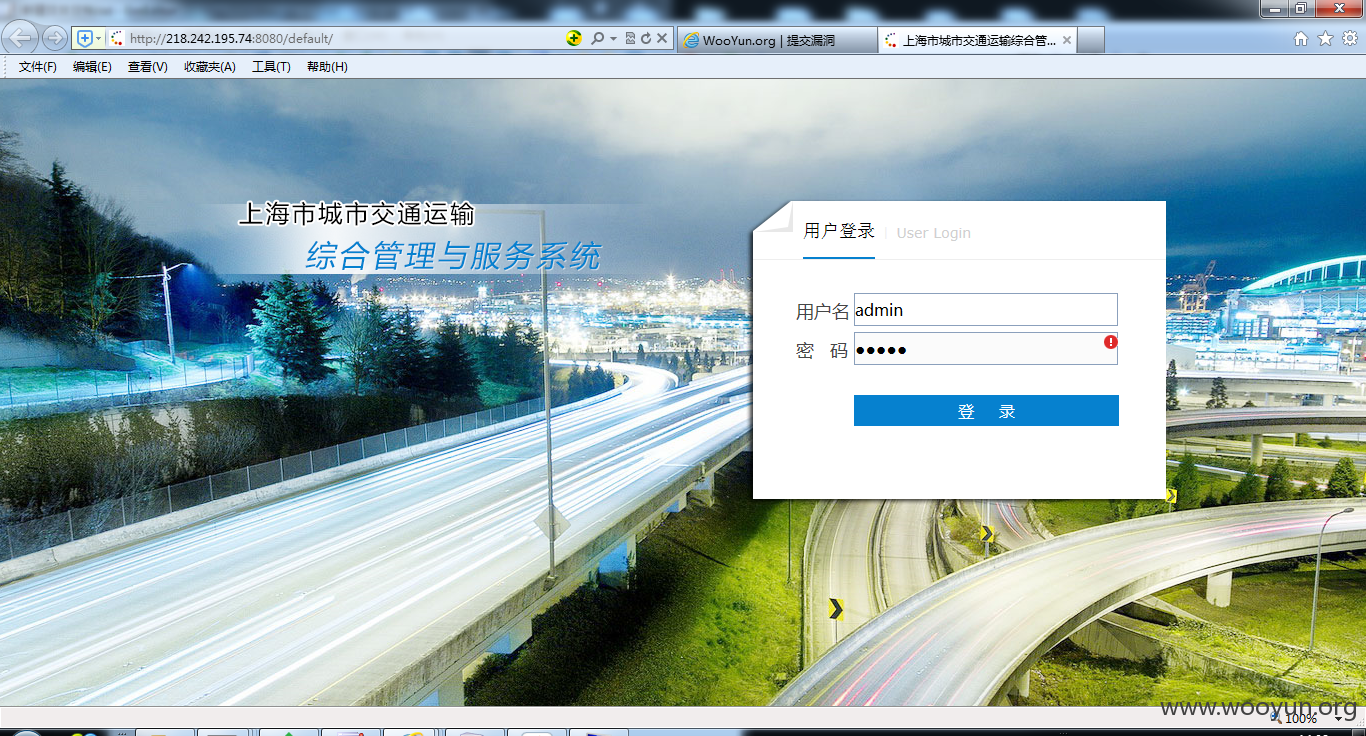 http://218.242.195.74:8080/default/
WooYun.org | 提交漏洞
上海市城市交通运输综合管...
文件(F) 编辑(E) 查看(V) 收藏夹(A) 工具(T) 帮助(H)
上海市城市交通运输
综合管理与服务系统
用户登录 | User Login
用户名 admin
密 码 ●●●●●
登 录
www.wooyun.org
100%